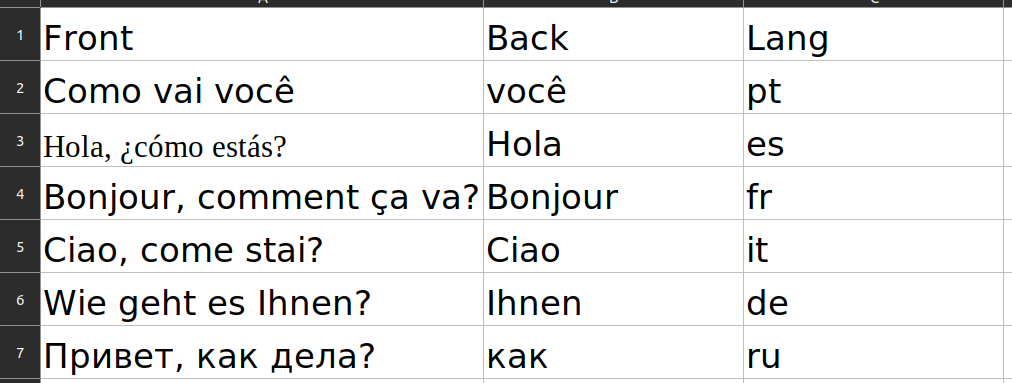 1 Front Back Lang
2 Como vai você você pt
3 Hola, ¿cómo estás? Hola es
4 Bonjour, comment ça va? Bonjour fr
5 Ciao, come stai? Ciao it
6 Wie geht es Ihnen? Ihnen de
7 Привет, как дела? как ru